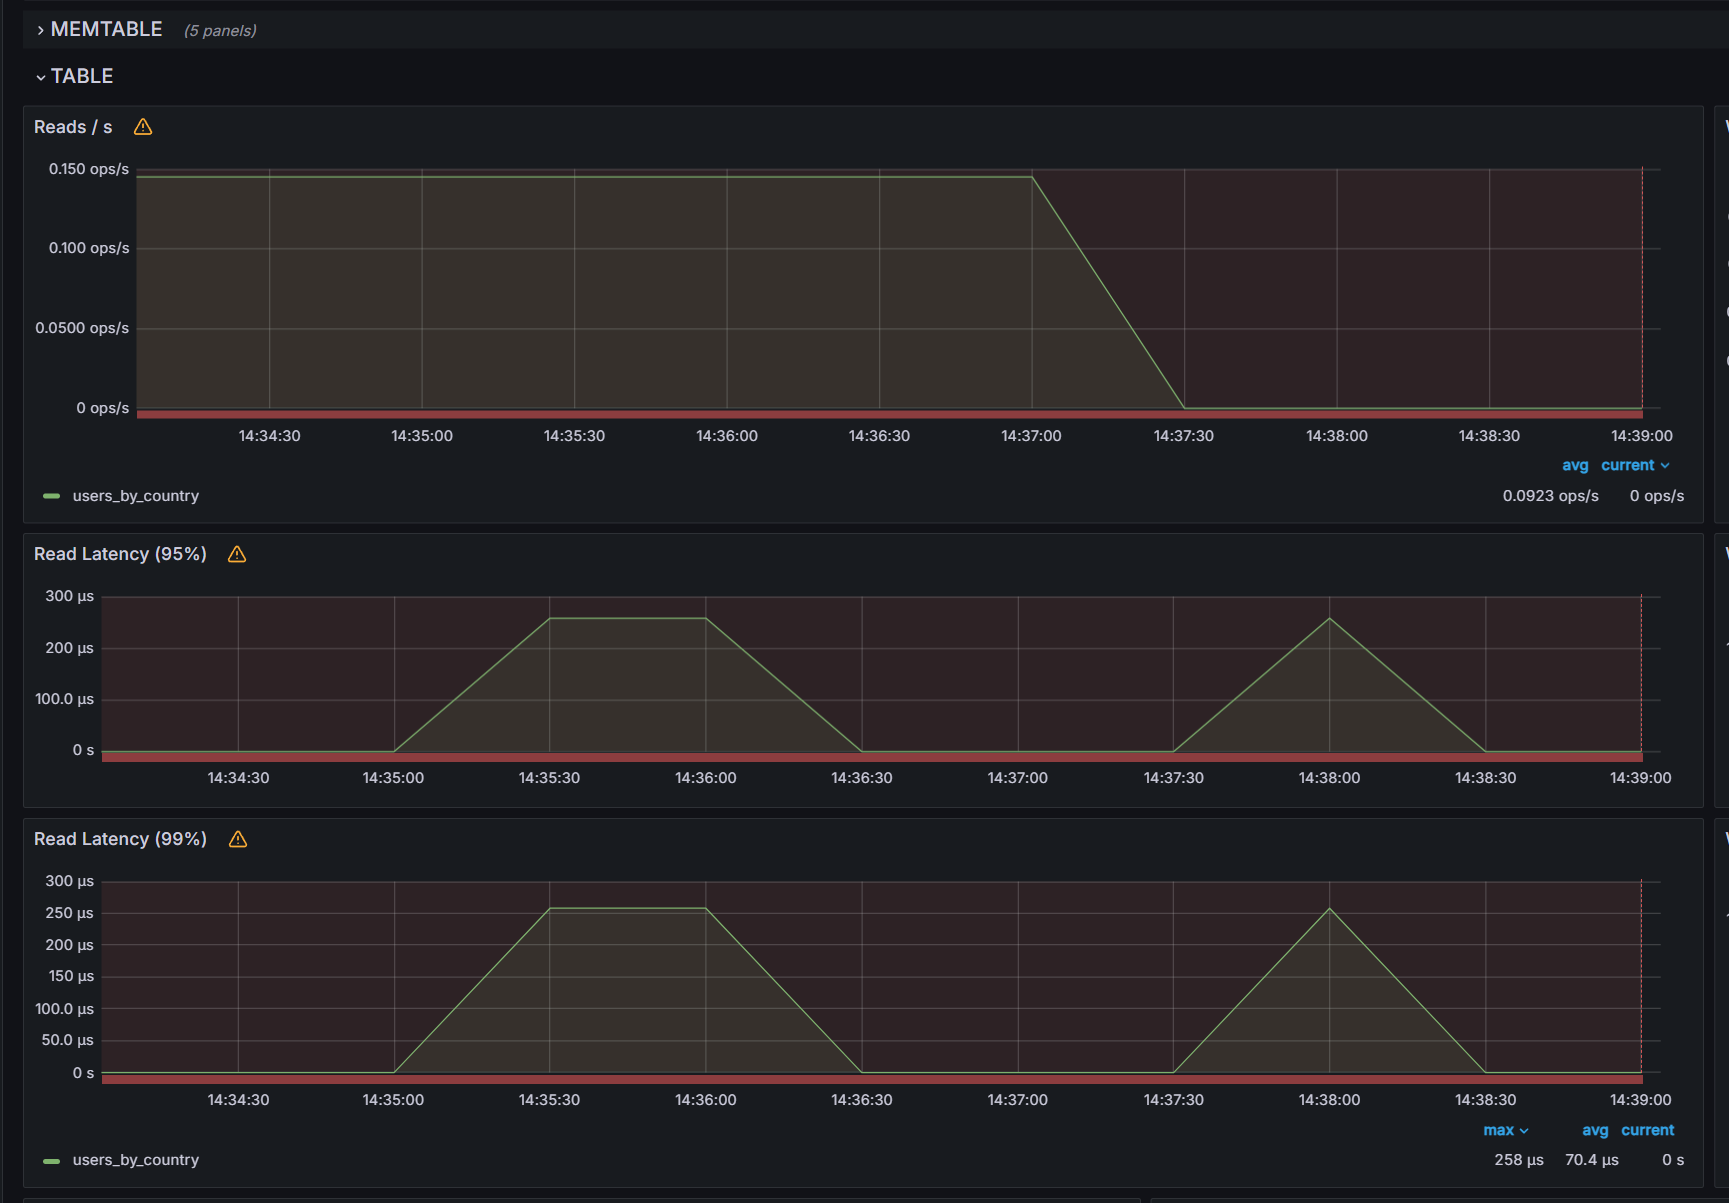 MEMTABLE (5 panels)
TABLE
Reads / s
0.150 ops/s
0.100 ops/s
0.0500 ops/s
0 ops/s
14:34:30 14:35:00 14:35:30 14:36:00 14:36:30 14:37:00 14:37:30 14:38:00 14:38:30 14:39:00
avg current
users_by_country 0.0923 ops/s 0 ops/s
Read Latency (95%)
300 µs
200 µs
100.0 µs
0 s
14:34:30 14:35:00 14:35:30 14:36:00 14:36:30 14:37:00 14:37:30 14:38:00 14:38:30 14:39:00
Read Latency (99%)
300 µs
250 µs
200 µs
150 µs
100.0 µs
50.0 µs
0 s
14:34:30 14:35:00 14:35:30 14:36:00 14:36:30 14:37:00 14:37:30 14:38:00 14:38:30 14:39:00
max avg current
users_by_country 258 µs 70.4 µs 0 s